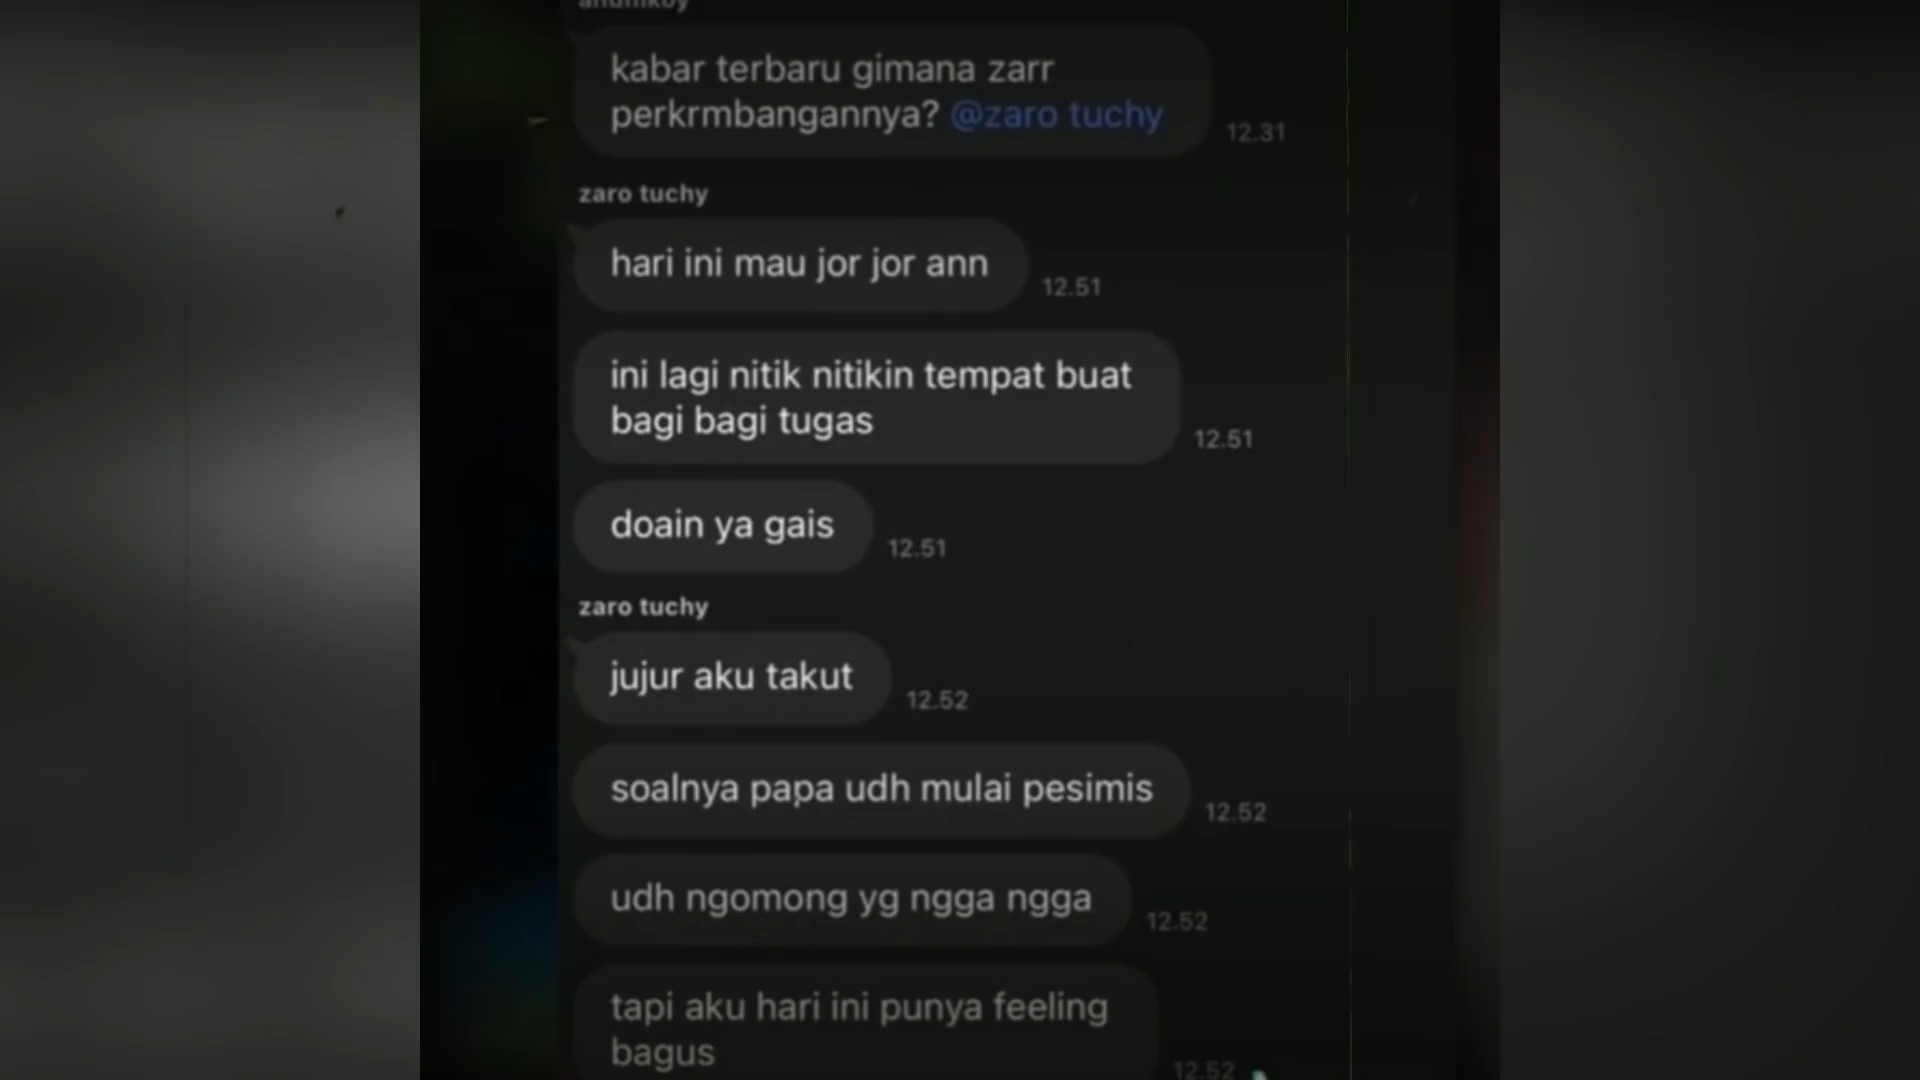 kabar terbaru gimana zarr
perkrmbangannya? @zaro tuchy
12.31
zaro tuchy
hari ini mau jor jor ann
12.51
ini lagi nitik nitikin tempat buat
bagi bagi tugas
12.51
doain ya gais
12.51
zaro tuchy
jujur aku takut
12.52
soalnya papa udh mulai pesimis
12.52
udh ngomong yg ngga ngga
12.52
tapi aku hari ini punya feeling
bagus
12.52